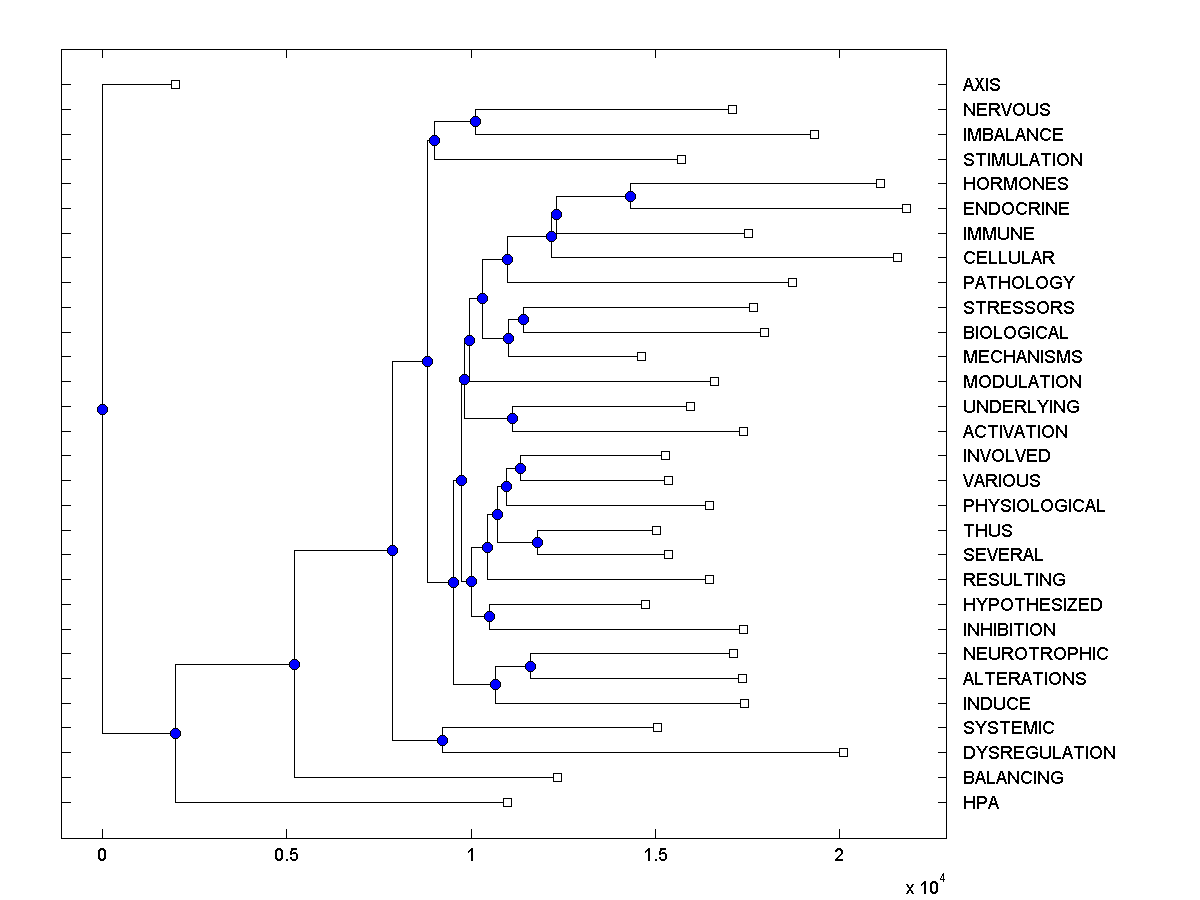 AXIS
NERVOUS
IMBALANCE
STIMULATION
HORMONES
ENDOCRINE
IMMUNE
CELLULAR
PATHOLOGY
STRESSORS
BIOLOGICAL
MECHANISMS
MODULATION
UNDERLYING
ACTIVATION
INVOLVED
VARIOUS
PHYSIOLOGICAL
THUS
SEVERAL
RESULTING
HYPOTHESIZED
INHIBITION
NEUROTROPHIC
ALTERATIONS
INDUCE
SYSTEMIC
DYSREGULATION
BALANCING
HPA
0 0.5 1 1.5 2
x 10^4